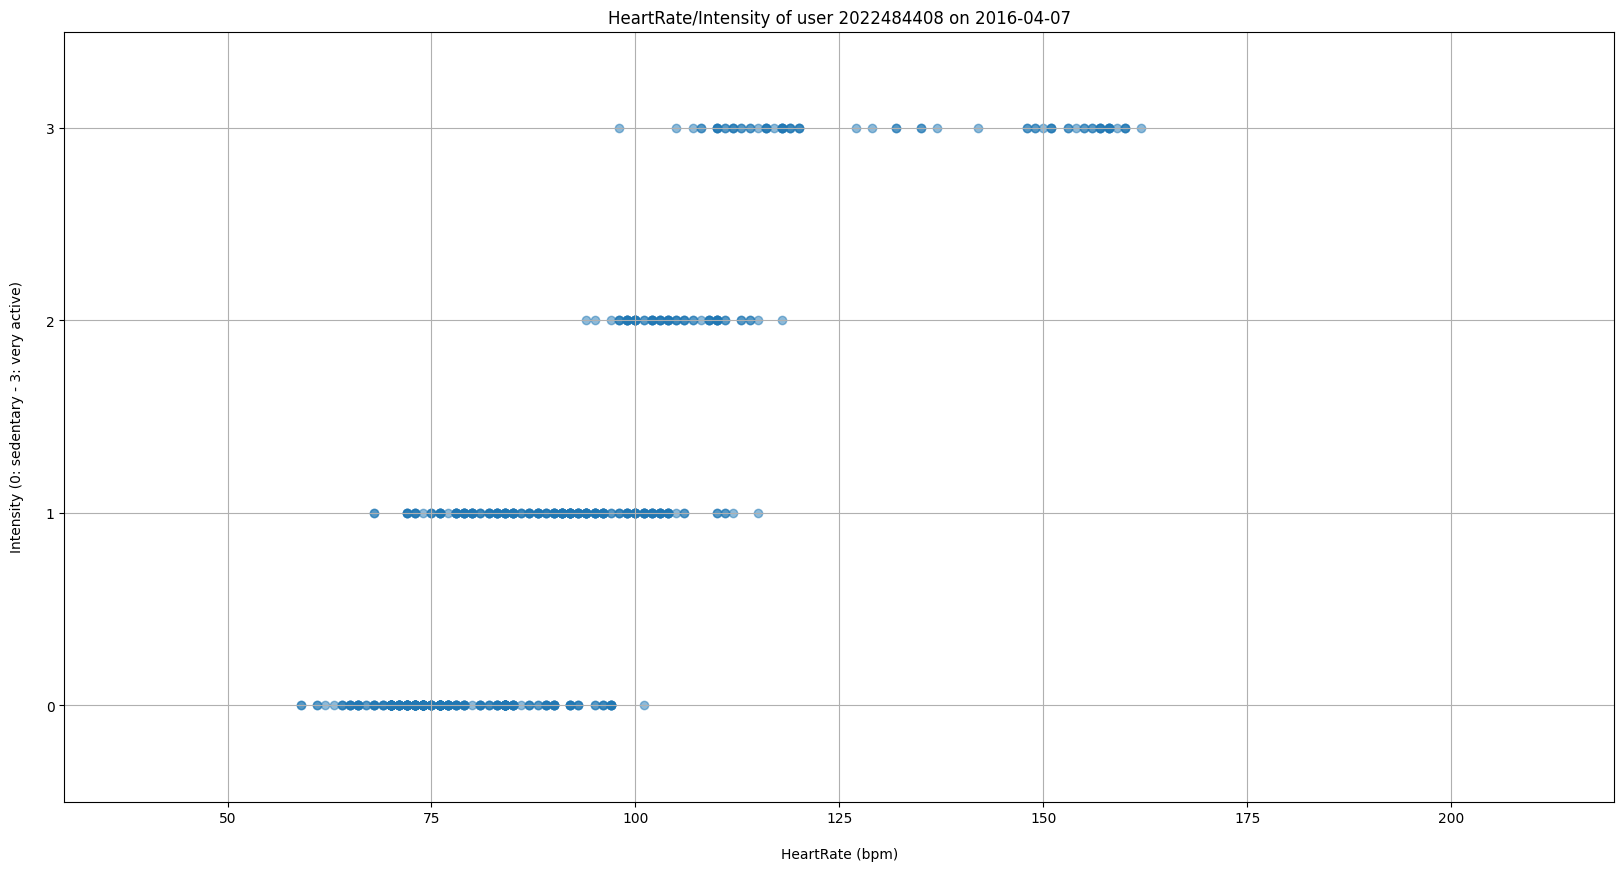 HeartRate/Intensity of user 2022484408 on 2016-04-07
Intensity (0: sedentary - 3: very active)
3
2
1
0
50 75 100 125 150 175 200
HeartRate (bpm)